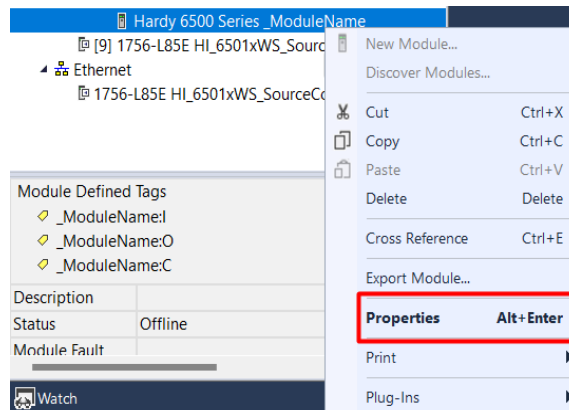 Hardy 6500 Series _ModuleName
[9] 1756-L85E HI_6501xWS_Sourc
Ethernet
1756-L85E HI_6501xWS_SourceCo
Module Defined Tags
_ModuleName:I
_ModuleName:O
_ModuleName:C
Description
Status Offline
Module Fault
Watch
New Module...
Discover Modules...
Cut Ctrl+X
Copy Ctrl+C
Paste Ctrl+V
Delete Delete
Cross Reference Ctrl+E
Export Module...
Properties Alt+Enter
Print
Plug-Ins